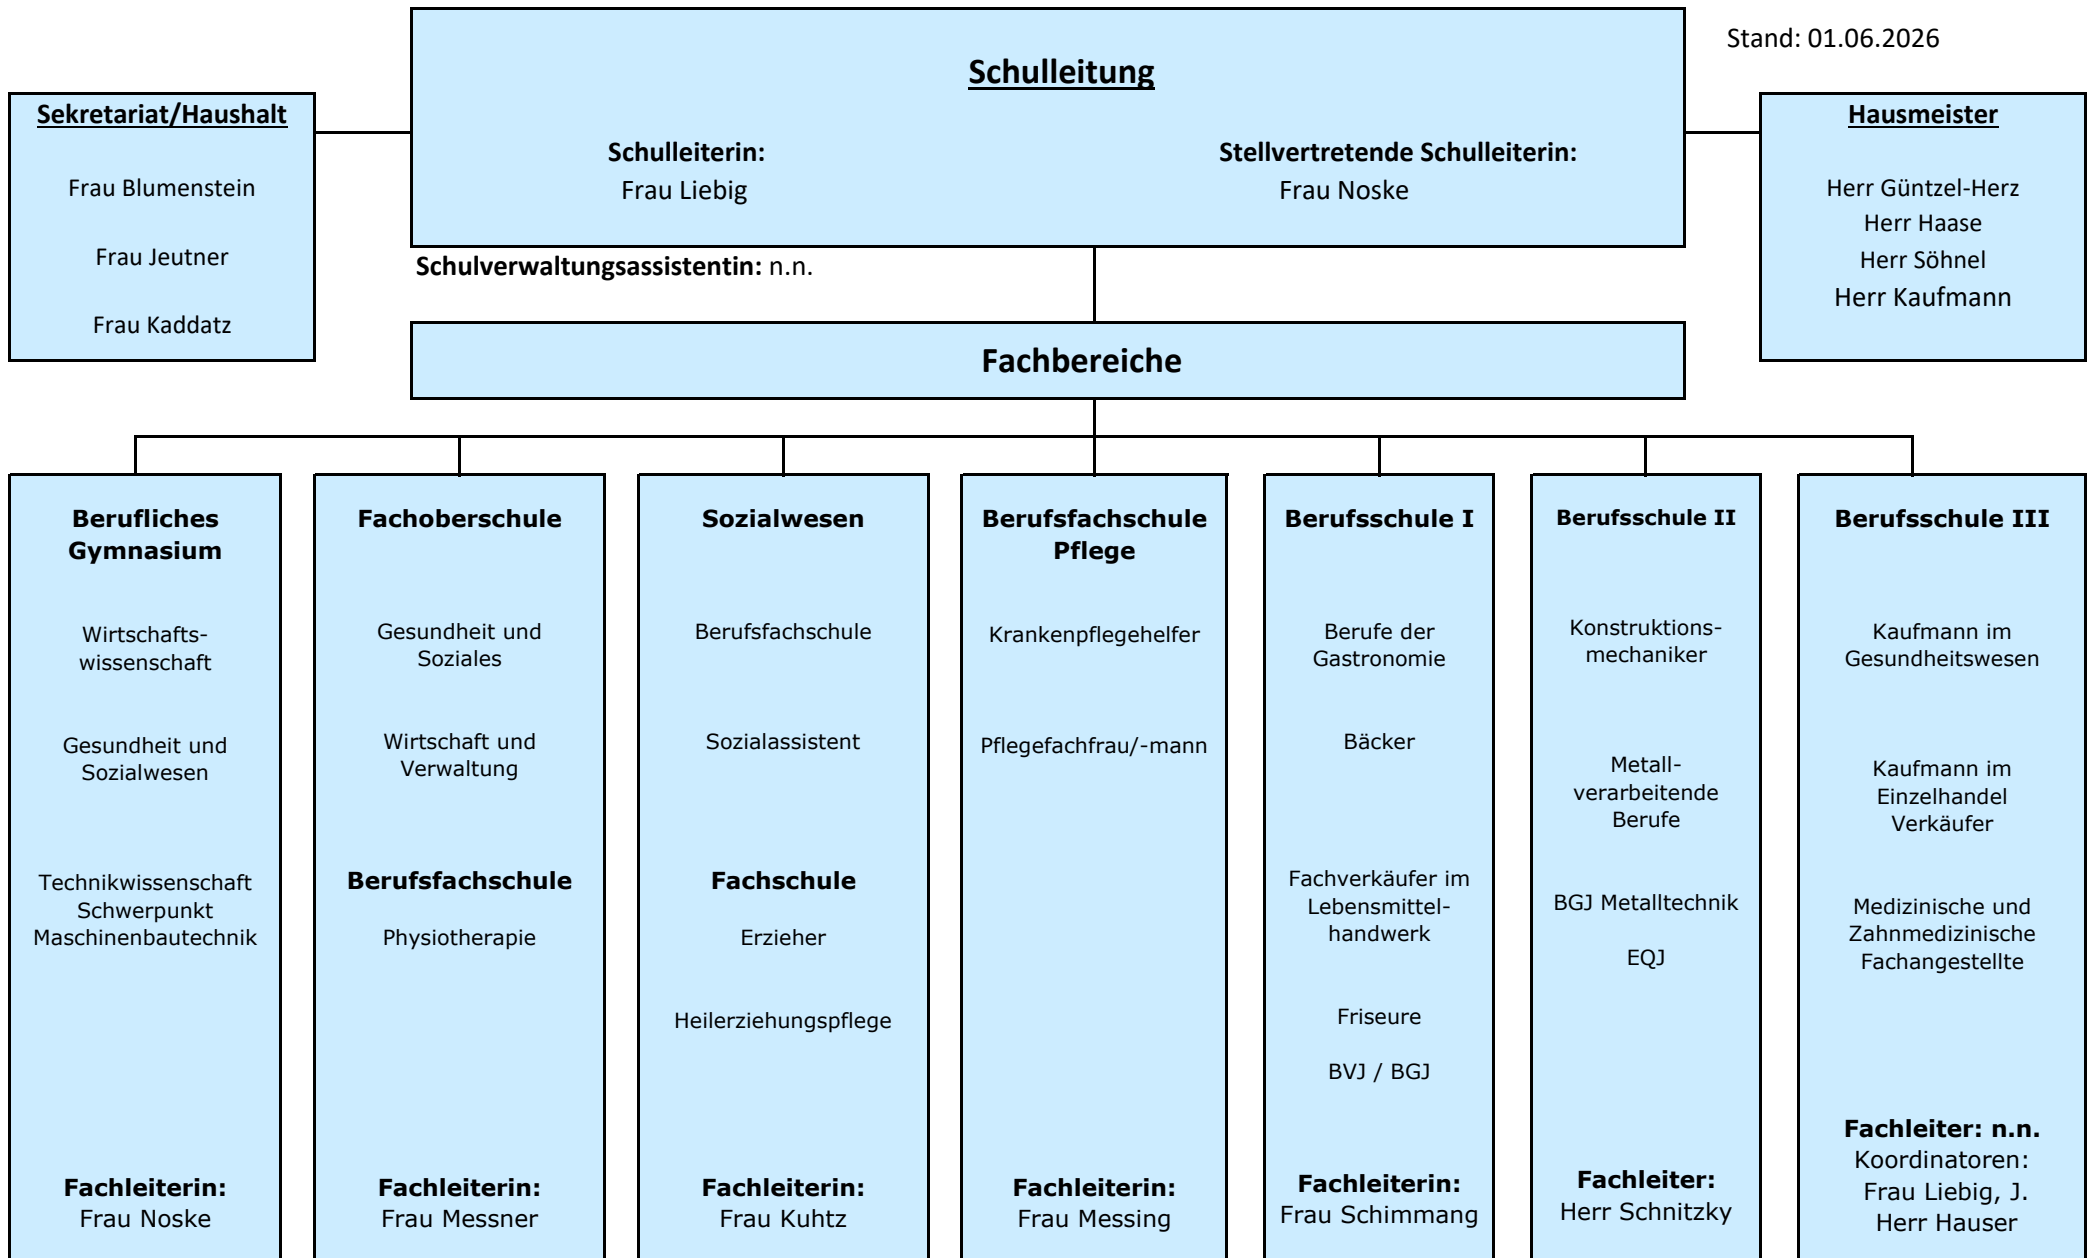 Stand: 01.06.2026
Schulleitung
Schulleiterin:
Frau Liebig
Stellvertretende Schulleiterin:
Frau Noske
Sekretariat/Haushalt
Frau Blumenstein
Frau Jeutner
Frau Kaddatz
Hausmeister
Herr Güntzel-Herz
Herr Haase
Herr Söhnel
Herr Kaufmann
Schulverwaltungsassistentin: n.n.
Fachbereiche
Berufliches
Gymnasium
Wirtschafts-
wissenschaft
Gesundheit und
Sozialwesen
Technikwissenschaft
Schwerpunkt
Maschinenbautechnik
Fachleiterin:
Frau Noske
Fachoberschule
Gesundheit und
Soziales
Wirtschaft und
Verwaltung
Berufsfachschule
Physiotherapie
Fachleiterin:
Frau Messner
Sozialwesen
Berufsfachschule
Sozialassistent
Fachschule
Erzieher
Heilerziehungspflege
Fachleiterin:
Frau Kuhtz
Berufsfachschule
Pflege
Krankenpflegehelfer
Pflegefachfrau/-mann
Fachleiterin:
Frau Messing
Berufsschule I
Berufe der
Gastronomie
Bäcker
Fachverkäufer im
Lebensmittel-
handwerk
Friseure
BVJ / BGJ
Fachleiterin:
Frau Schimmang
Berufsschule II
Konstruktions-
mechaniker
Metall-
verarbeitende
Berufe
BGJ Metalltechnik
EQJ
Fachleiter:
Herr Schnitzky
Berufsschule III
Kaufmann im
Gesundheitswesen
Kaufmann im
Einzelhandel
Verkäufer
Medizinische und
Zahnmedizinische
Fachangestellte
Fachleiter: n.n.
Koordinatoren:
Frau Liebig, J.
Herr Hauser